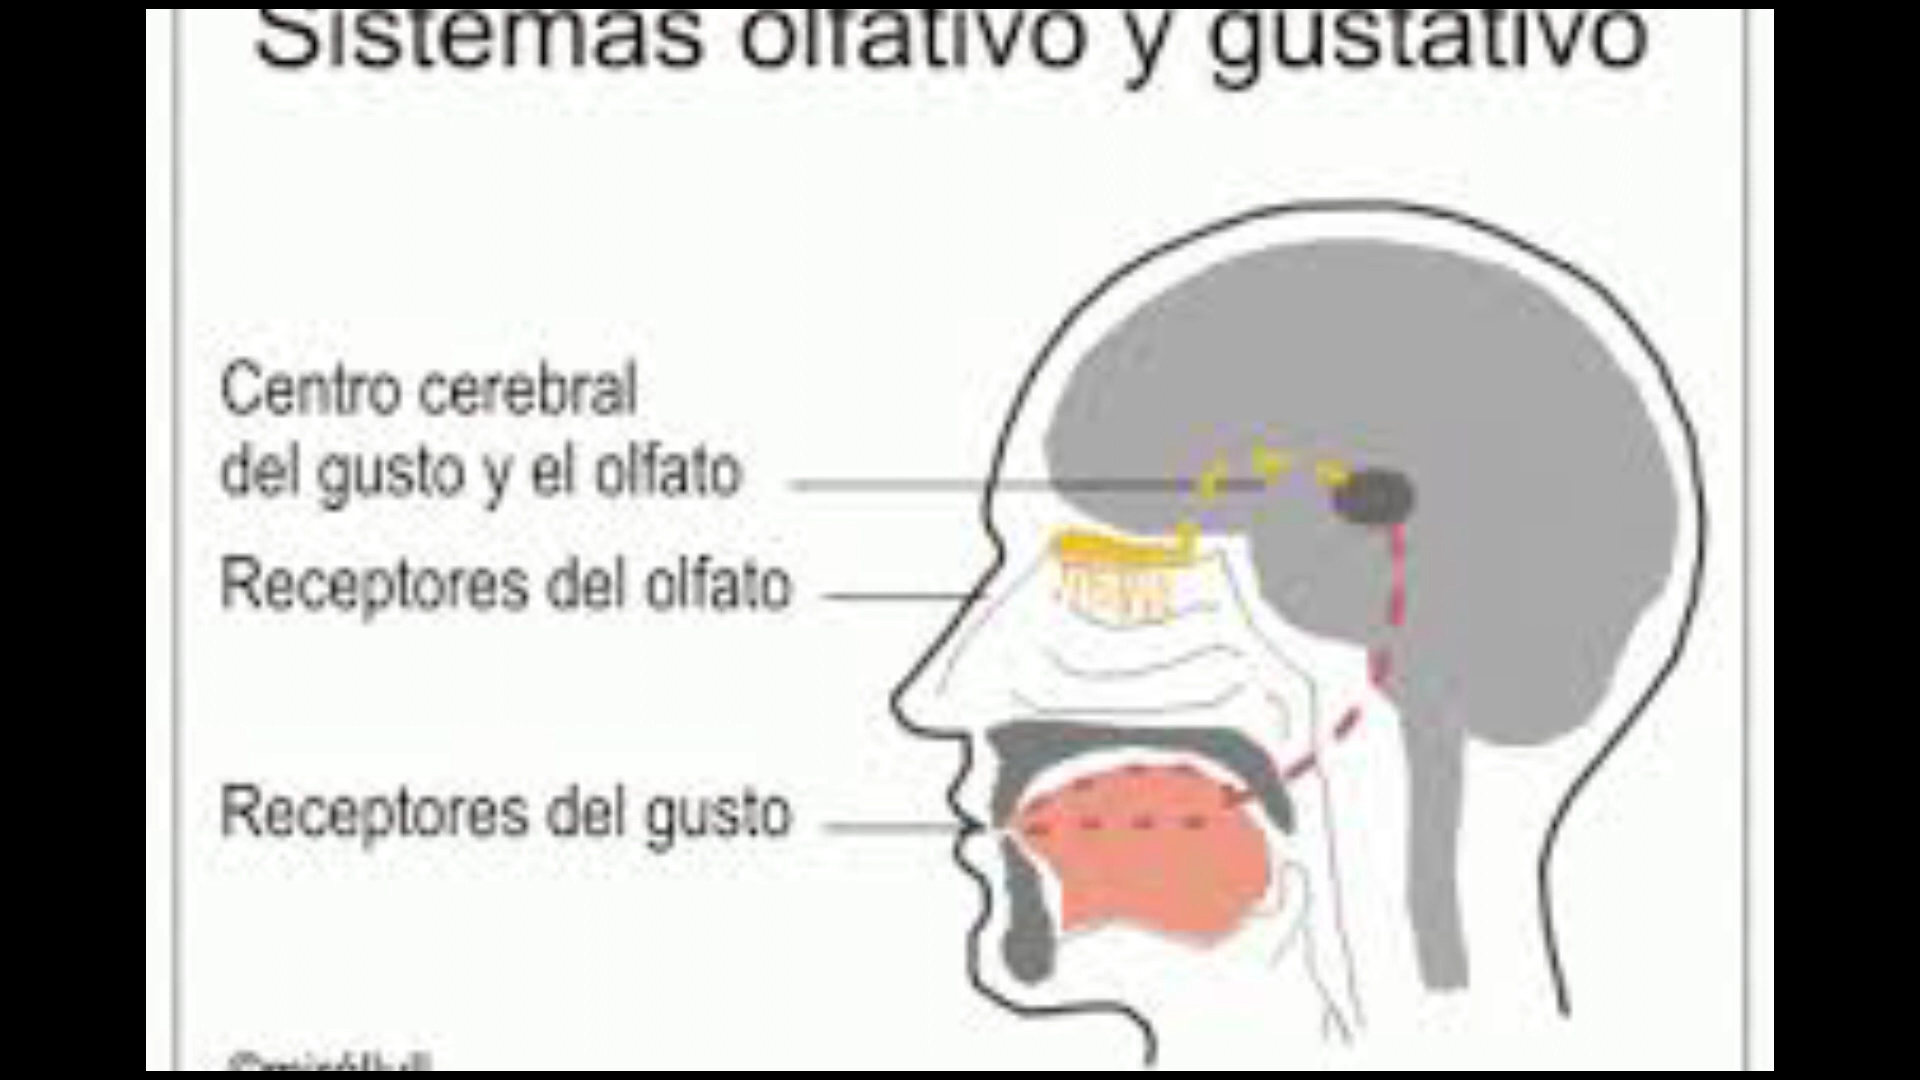 Sistemas olfativo y gustativo
Centro cerebral
del gusto y el olfato
Receptores del olfato
Receptores del gusto